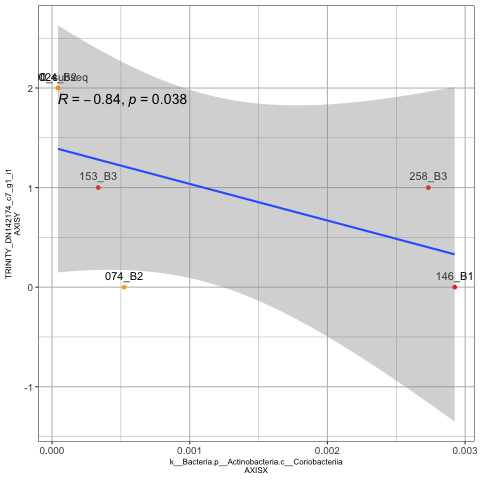 024_B2
R = −0.84, p = 0.038
153_B3
258_B3
074_B2
146_B1
2
1
0
-1
0.000
0.001
0.002
0.003
k__Bacteria.p__Actinobacteria.c__Coriobacteriia
AXISX
TRINITY_DN142174_c7_g1_i1
AXISY